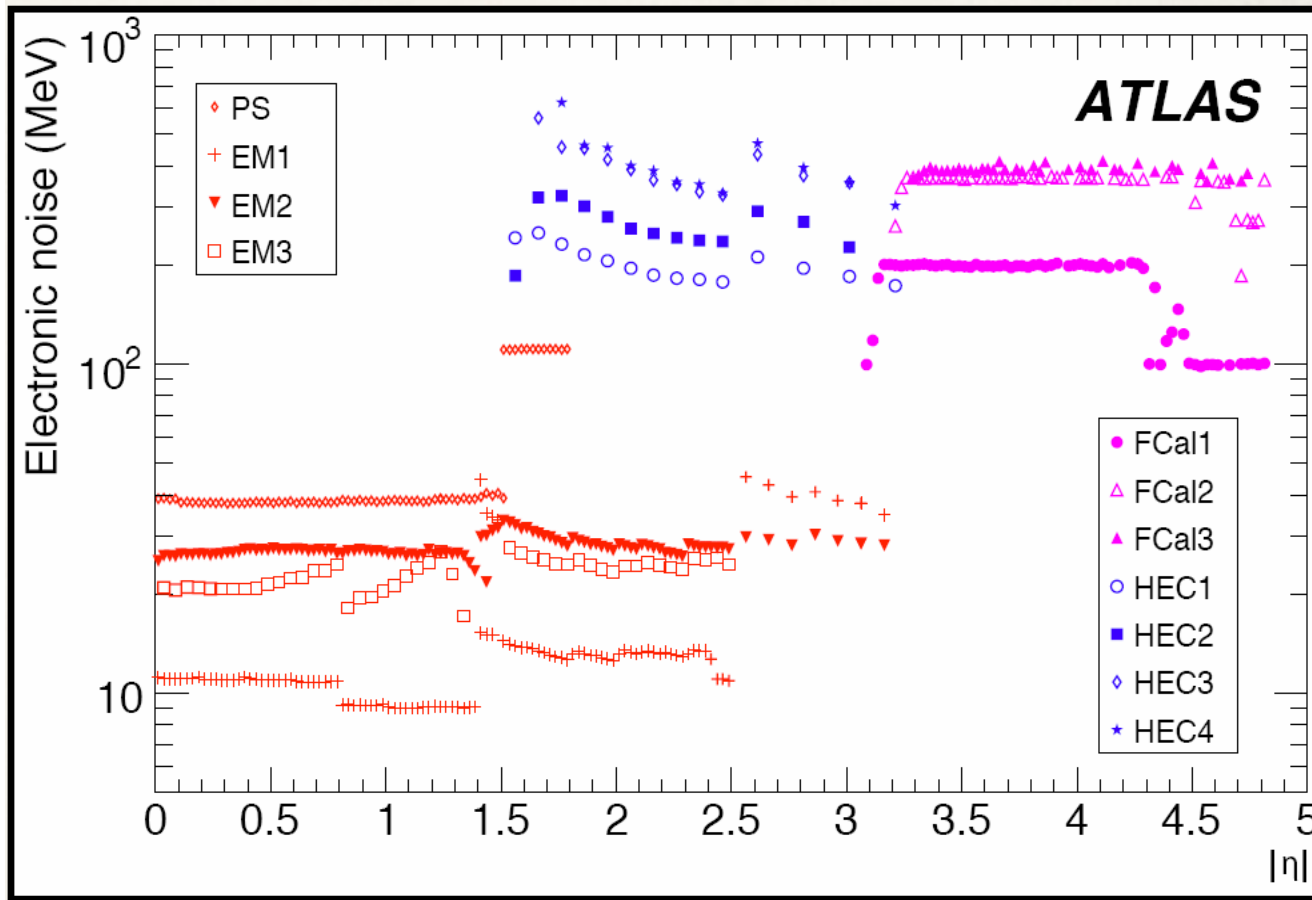 Electronic noise (MeV)
10³
10²
10
PS
EM1
EM2
EM3
ATLAS
FCal1
FCal2
FCal3
HEC1
HEC2
HEC3
HEC4
0 0.5 1 1.5 2 2.5 3 3.5 4 4.5 5
|η|